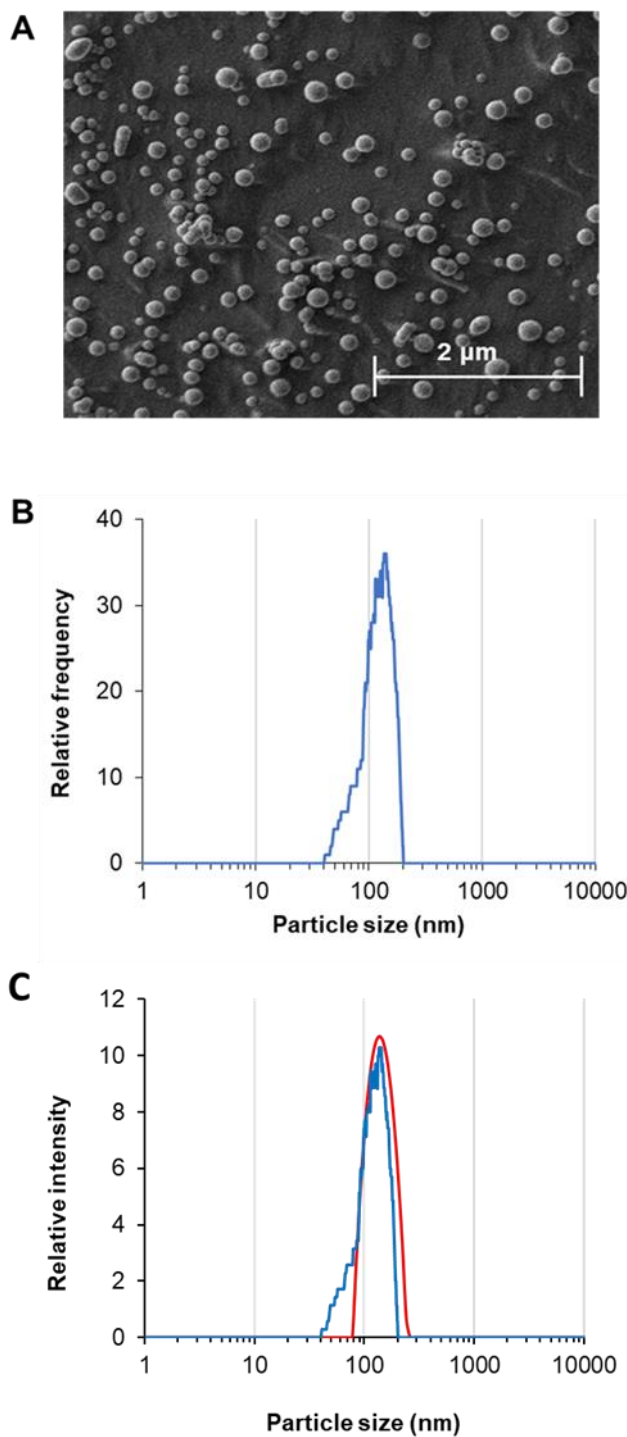 A
2 µm
B
40
30
20
10
0
Relative frequency
1 10 100 1000 10000
Particle size (nm)
C
12
10
8
6
4
2
0
Relative intensity
1 10 100 1000 10000
Particle size (nm)